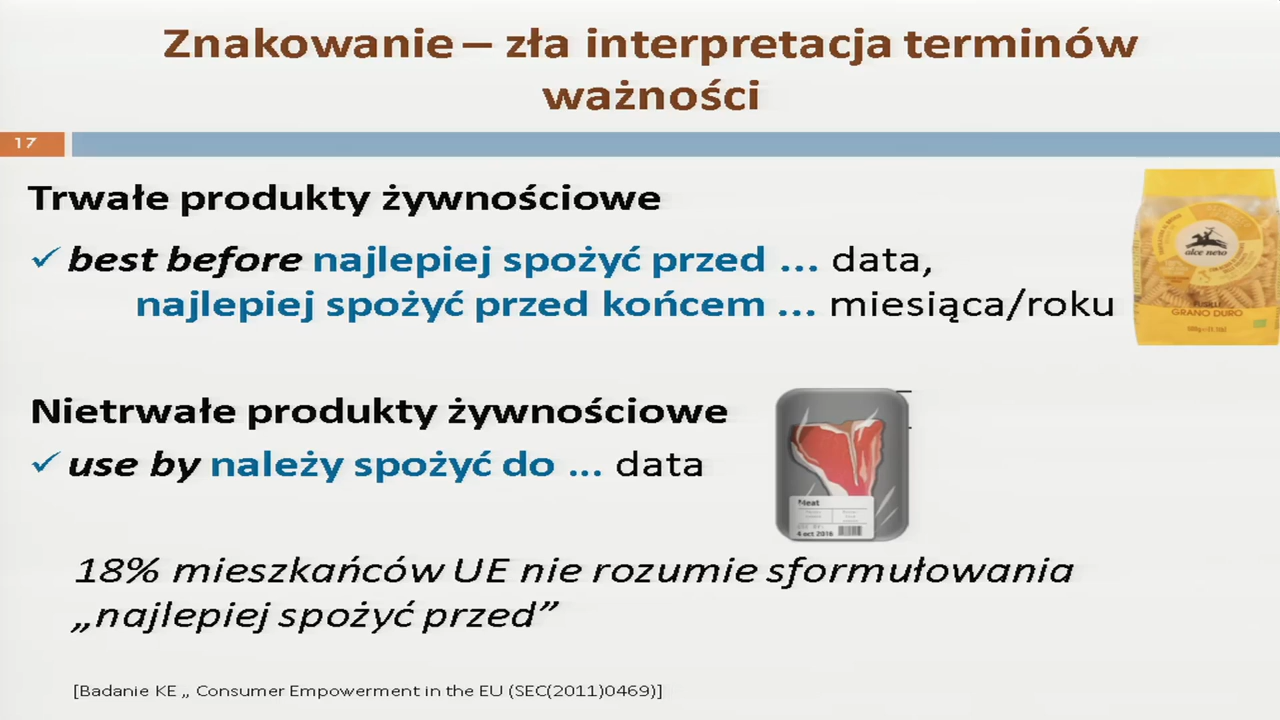 Znakowanie – zła interpretacja terminów
ważności
17
Trwałe produkty żywnościowe
✓ best before najlepiej spożyć przed ... data,
najlepiej spożyć przed końcem ... miesiąca/roku
alce nero
FUSILLI
GRANO DURO
Nietrwałe produkty żywnościowe
✓ use by należy spożyć do ... data
Meat
4 oct 2016
18% mieszkańców UE nie rozumie sformułowania
„najlepiej spożyć przed”
[Badanie KE „ Consumer Empowerment in the EU (SEC(2011)0469)]